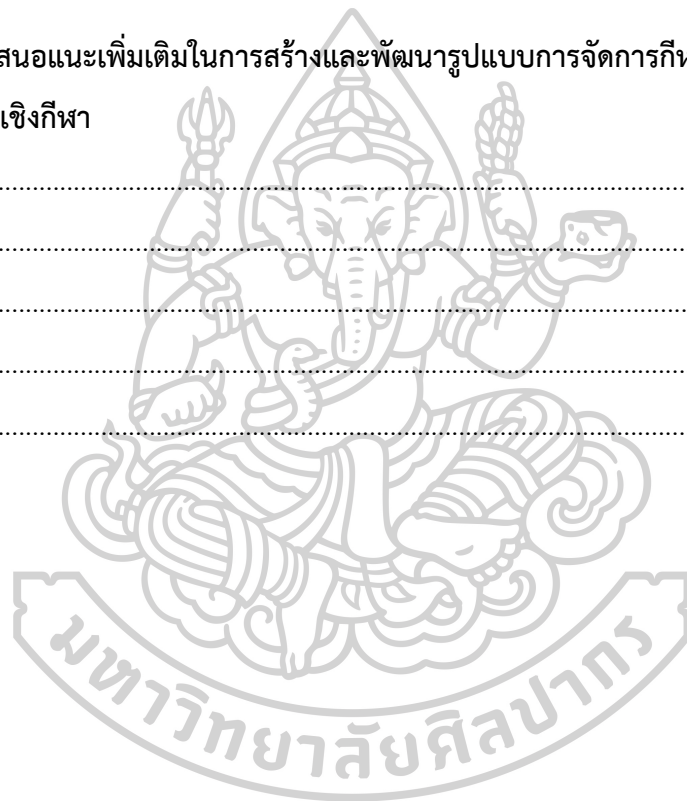 สนอแนะเพิ่มเติมในการสร้างและพัฒนารูปแบบการจัดการกีฬ
เชิงกีฬา
มหาวิทยาลัยศิลปากร